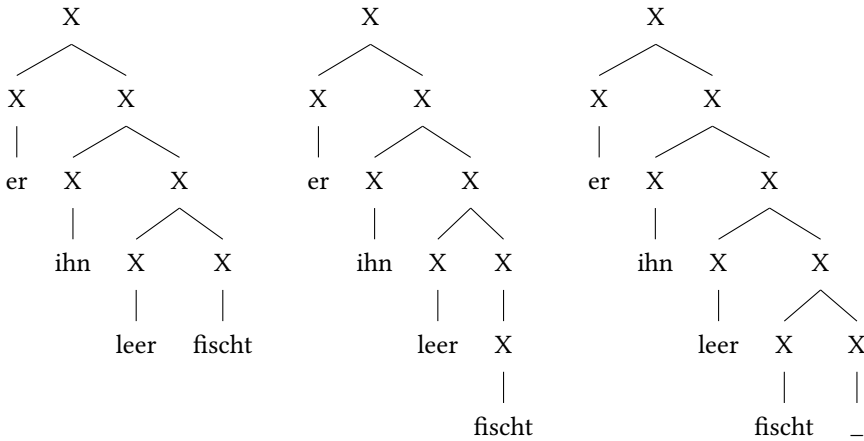 X X X
X X X X X X
er X X er X X er X X
ihn X X ihn X X ihn X X
leer fischt leer X leer X X
fischt fischt _